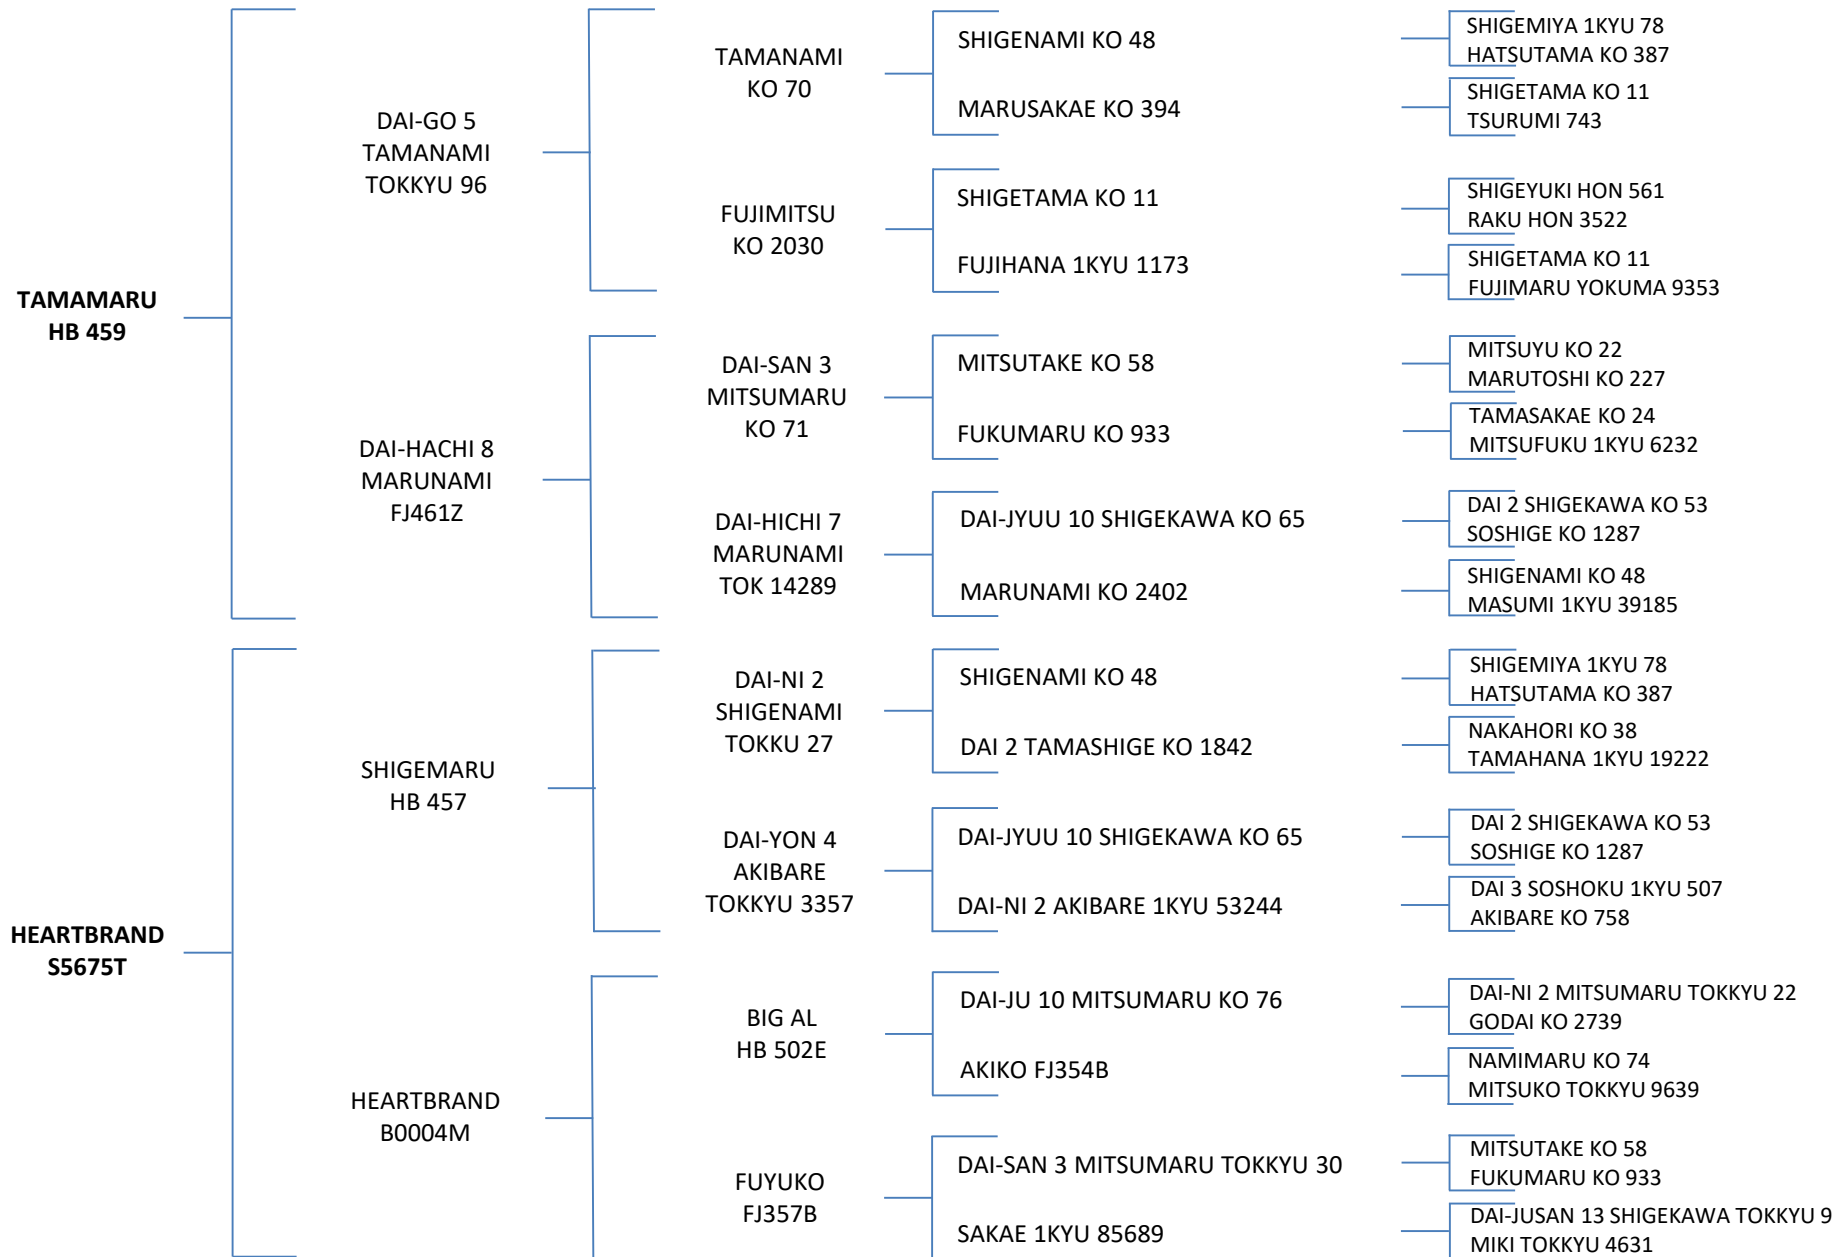 TAMAMARU
HB 459
DAI-GO 5
TAMANAMI
TOKKYU 96
TAMANAMI
KO 70
SHIGENAMI KO 48
SHIGEMIYA 1KYU 78
HATSUTAMA KO 387
MARUSAKAE KO 394
SHIGETAMA KO 11
TSURUMI 743
FUJIMITSU
KO 2030
SHIGETAMA KO 11
SHIGEYUKI HON 561
RAKU HON 3522
FUJIHANA 1KYU 1173
SHIGETAMA KO 11
FUJIMARU YOKUMA 9353
DAI-HACHI 8
MARUNAMI
FJ461Z
DAI-SAN 3
MITSUMARU
KO 71
MITSUTAKE KO 58
MITSUYU KO 22
MARUTOSHI KO 227
FUKUMARU KO 933
TAMASAKAE KO 24
MITSUFUKU 1KYU 6232
DAI-HICHI 7
MARUNAMI
TOK 14289
DAI-JYUU 10 SHIGEKAWA KO 65
DAI 2 SHIGEKAWA KO 53
SOSHIGE KO 1287
MARUNAMI KO 2402
SHIGENAMI KO 48
MASUMI 1KYU 39185
HEARTBRAND
S5675T
SHIGEMARU
HB 457
DAI-NI 2
SHIGENAMI
TOKKU 27
SHIGENAMI KO 48
SHIGEMIYA 1KYU 78
HATSUTAMA KO 387
DAI 2 TAMASHIGE KO 1842
NAKAHORI KO 38
TAMAHANA 1KYU 19222
DAI-YON 4
AKIBARE
TOKKYU 3357
DAI-JYUU 10 SHIGEKAWA KO 65
DAI 2 SHIGEKAWA KO 53
SOSHIGE KO 1287
DAI-NI 2 AKIBARE 1KYU 53244
DAI 3 SOSHOKU 1KYU 507
AKIBARE KO 758
HEARTBRAND
B0004M
BIG AL
HB 502E
DAI-JU 10 MITSUMARU KO 76
DAI-NI 2 MITSUMARU TOKKYU 22
GODAI KO 2739
AKIKO FJ354B
NAMIMARU KO 74
MITSUKO TOKKYU 9639
FUYUKO
FJ357B
DAI-SAN 3 MITSUMARU TOKKYU 30
MITSUTAKE KO 58
FUKUMARU KO 933
SAKAE 1KYU 85689
DAI-JUSAN 13 SHIGEKAWA TOKKYU 9
MIKI TOKKYU 4631